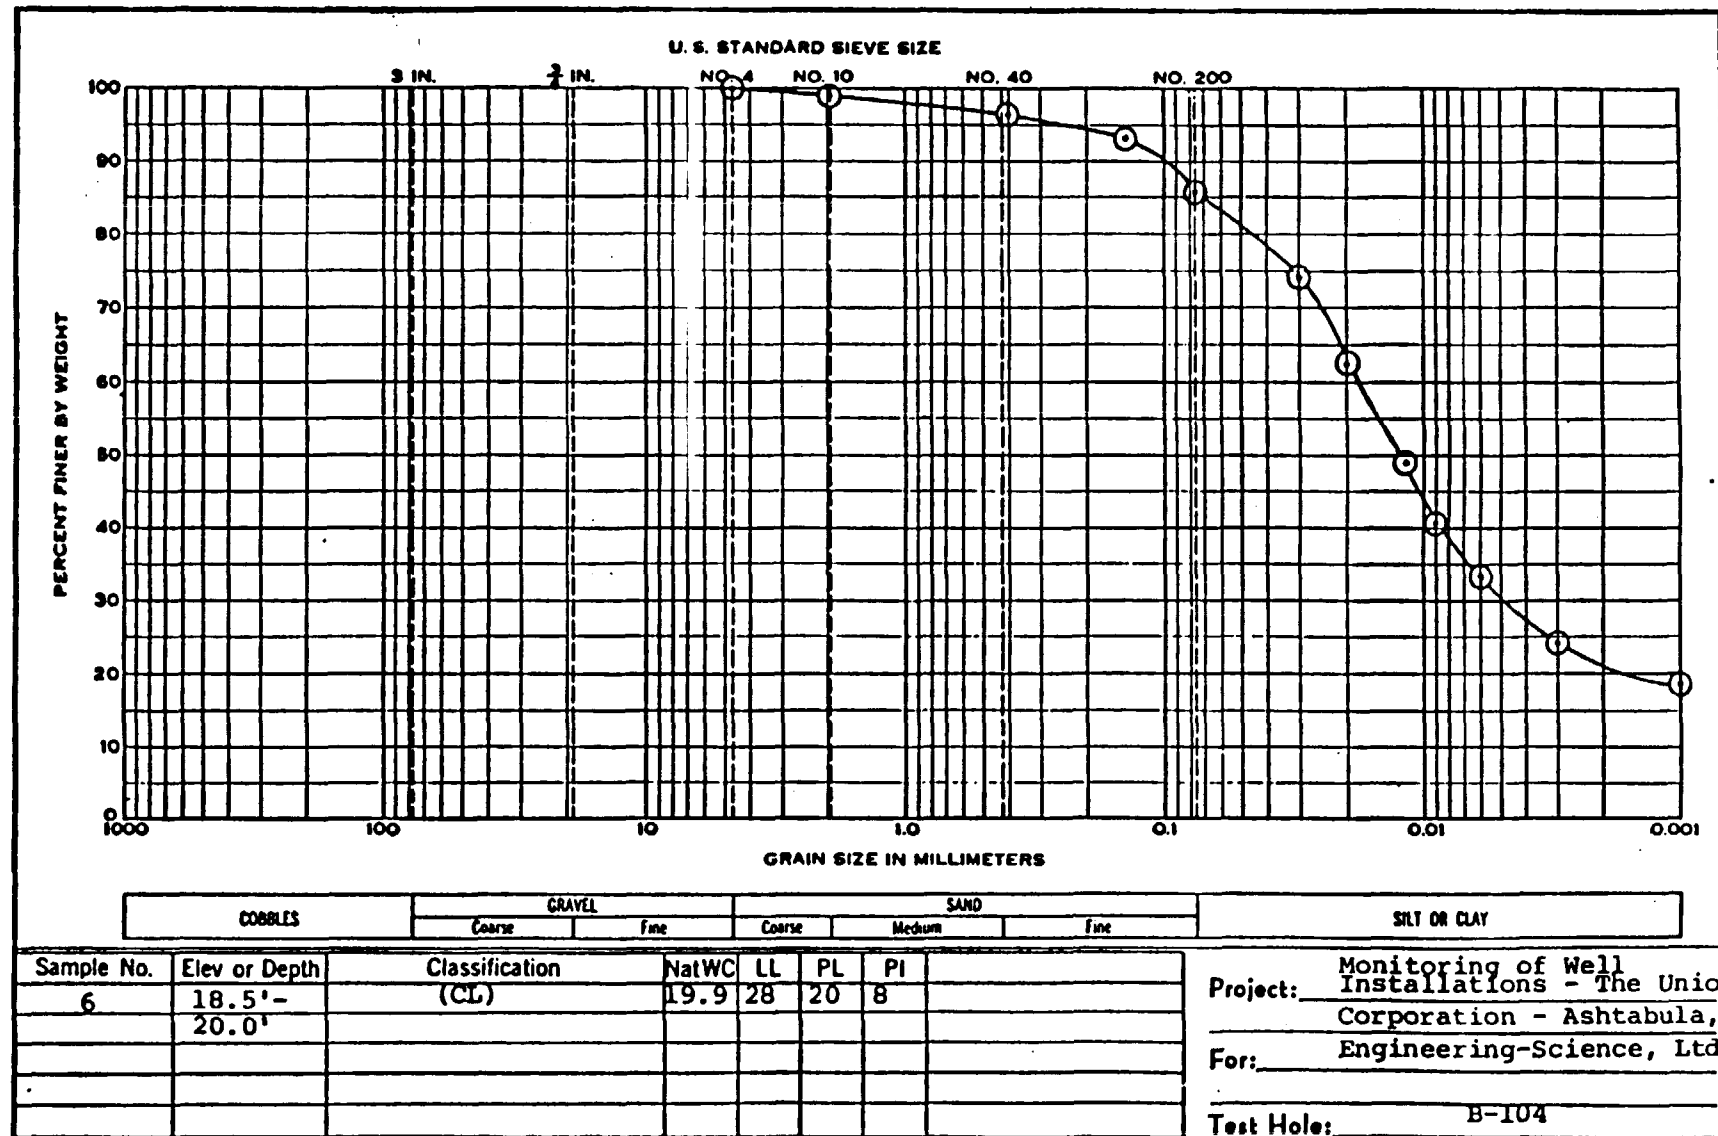 U. S. STANDARD SIEVE SIZE
3 IN. 3/4 IN. NO. 4 NO. 10 NO. 40 NO. 200
100
90
80
70
60
50
40
30
20
10
0
PERCENT FINER BY WEIGHT
1000 100 10 1.0 0.1 0.01 0.001
GRAIN SIZE IN MILLIMETERS
COBBLES GRAVEL SAND SILT OR CLAY
Coarse Fine Coarse Medium Fine
Sample No. Elev or Depth Classification NatWC LL PL PI
6 18.5'- (CL) 19.9 28 20 8
20.0'
Project: Monitoring of Well
Installations - The Unio
Corporation - Ashtabula,
For: Engineering-Science, Ltd
Test Hole: B-104